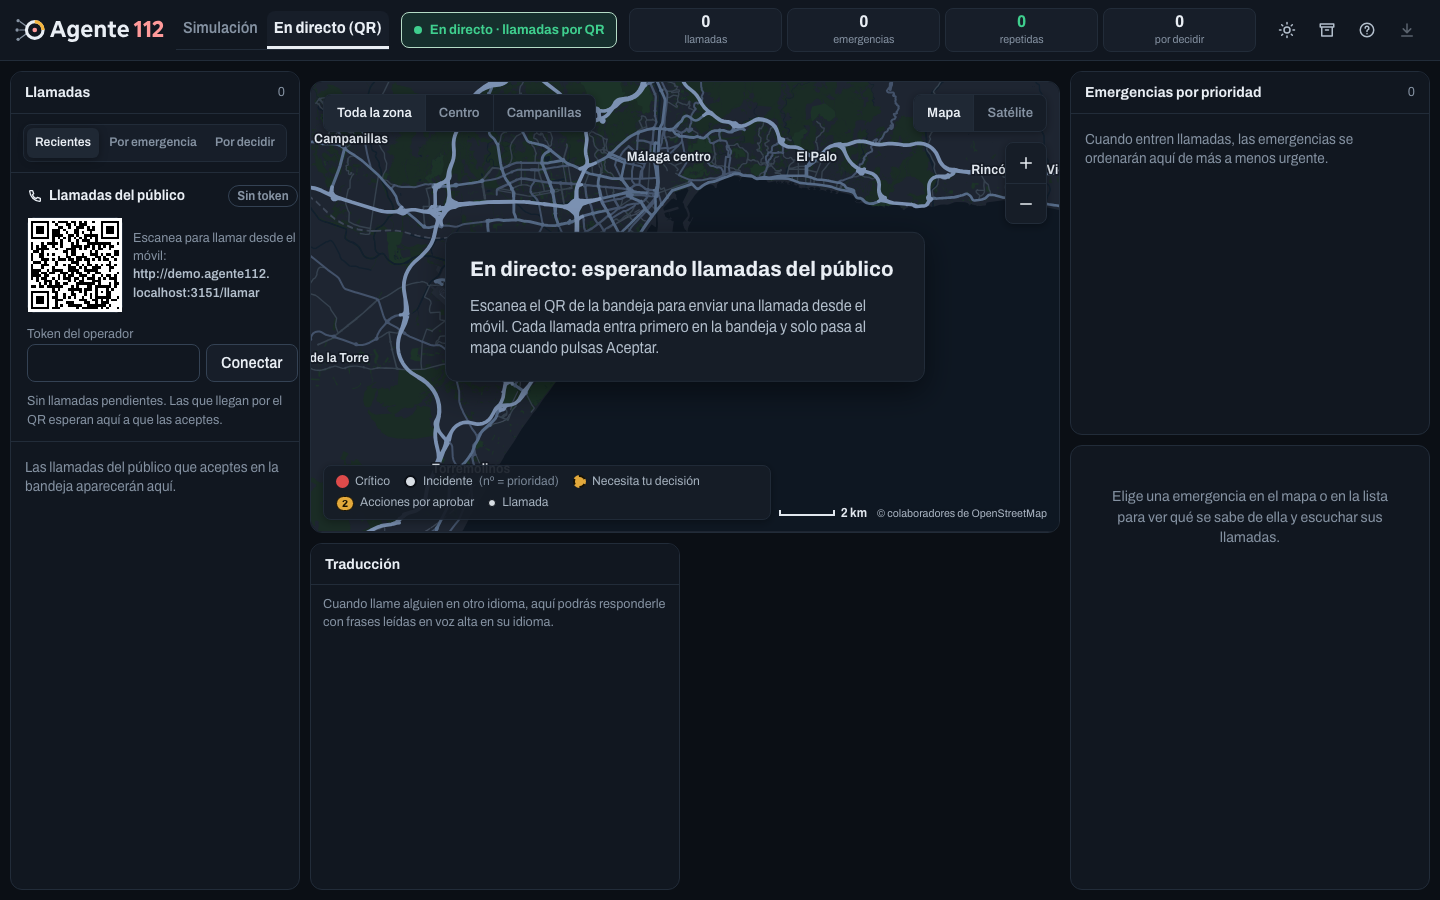 Agente 112
Simulación
En directo (QR)
En directo · llamadas por QR
0
llamadas
0
emergencias
0
repetidas
0
por decidir
Llamadas
0
Recientes
Por emergencia
Por decidir
Llamadas del público
Sin token
Escanea para llamar desde el
móvil:
http://demo.agente112.
localhost:3151/llamar
Token del operador
Conectar
Sin llamadas pendientes. Las que llegan por el
QR esperan aquí a que las aceptes.
Las llamadas del público que aceptes en la
bandeja aparecerán aquí.
Toda la zona
Centro
Campanillas
Mapa
Satélite
Campanillas
Málaga centro
El Palo
Rincó
Vi
+
−
En directo: esperando llamadas del público
Escanea el QR de la bandeja para enviar una llamada desde el
móvil. Cada llamada entra primero en la bandeja y solo pasa al
mapa cuando pulsas Aceptar.
de la Torre
Torremolinos
Crítico
Incidente (nº = prioridad)
Necesita tu decisión
2 Acciones por aprobar
Llamada
2 km
© colaboradores de OpenStreetMap
Traducción
Cuando llame alguien en otro idioma, aquí podrás responderle
con frases leídas en voz alta en su idioma.
Emergencias por prioridad
0
Cuando entren llamadas, las emergencias se
ordenarán aquí de más a menos urgente.
Elige una emergencia en el mapa o en la lista
para ver qué se sabe de ella y escuchar sus
llamadas.